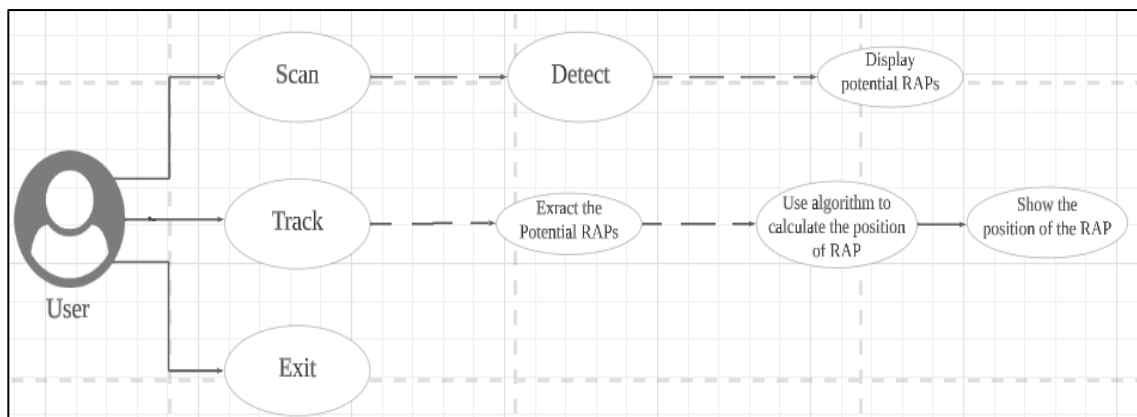 Scan
Detect
Display
potential RAPs
User
Track
Exract the
Potential RAPs
Use algorithm to
calculate the position
of RAP
Show the
position of the RAP
Exit